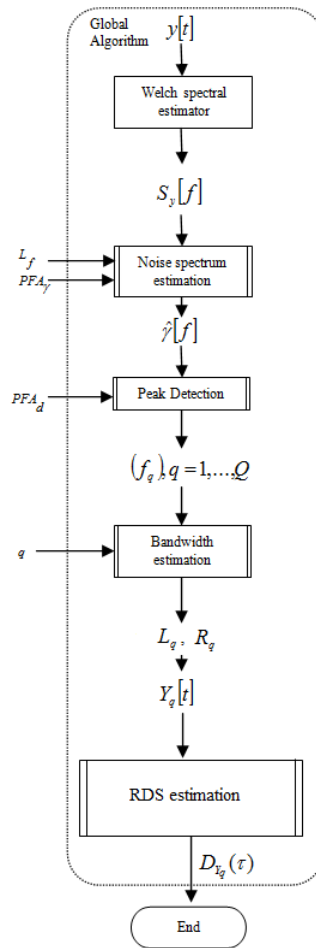 Global
Algorithm
y[t]
Welch spectral
estimator
S_y[f]
L_f
PFA_γ
Noise spectrum
estimation
γ̂[f]
PFA_d
Peak Detection
(f_q), q = 1,...,Q
q
Bandwidth
estimation
L_q , R_q
Y_q[t]
RDS estimation
D_{Y_q}(τ)
End